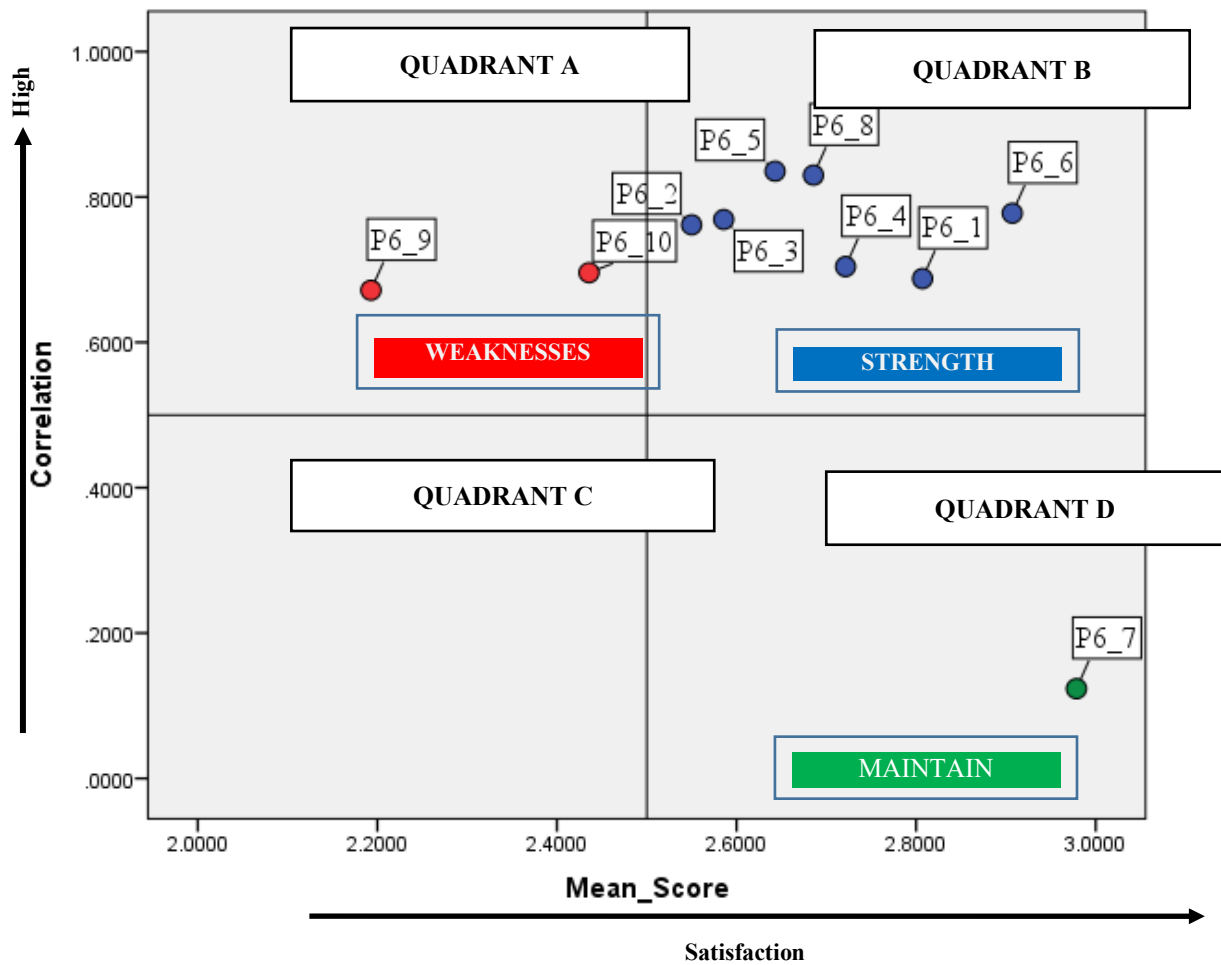 QUADRANT A
QUADRANT B
High
1.0000
.8000
.6000
.4000
.2000
.0000
Correlation
P6_5
P6_8
P6_6
P6_2
P6_4
P6_1
P6_9
P6_10
P6_3
WEAKNESSES
STRENGTH
QUADRANT C
QUADRANT D
P6_7
MAINTAIN
2.0000
2.2000
2.4000
2.6000
2.8000
3.0000
Mean_Score
Satisfaction